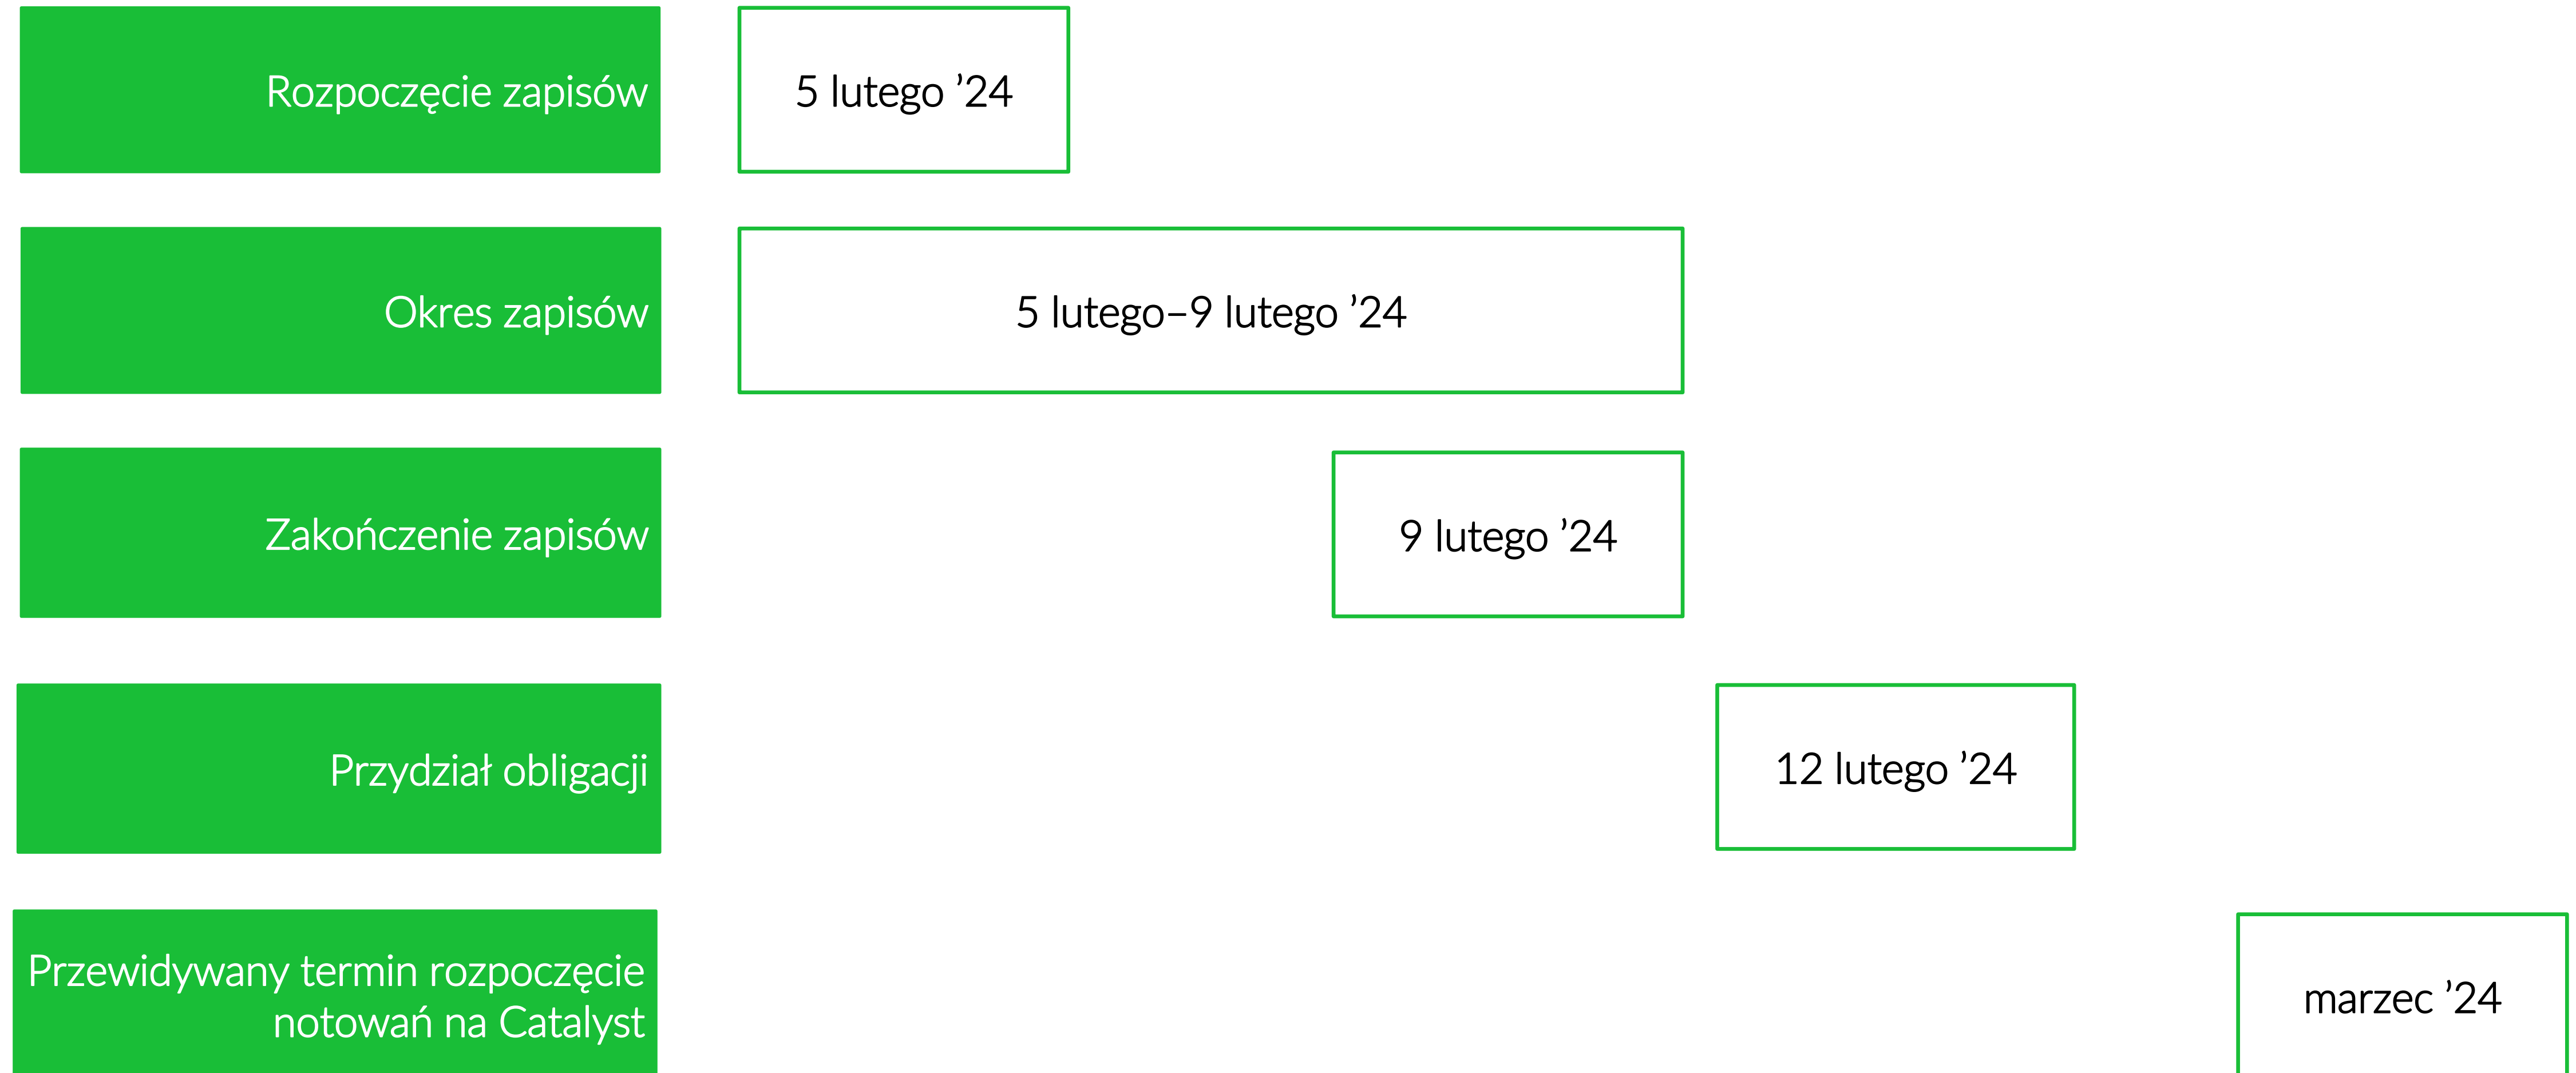 Rozpoczęcie zapisów
5 lutego ’24
Okres zapisów
5 lutego–9 lutego ’24
Zakończenie zapisów
9 lutego ’24
Przydział obligacji
12 lutego ’24
Przewidywany termin rozpoczęcie
notowań na Catalyst
marzec ’24